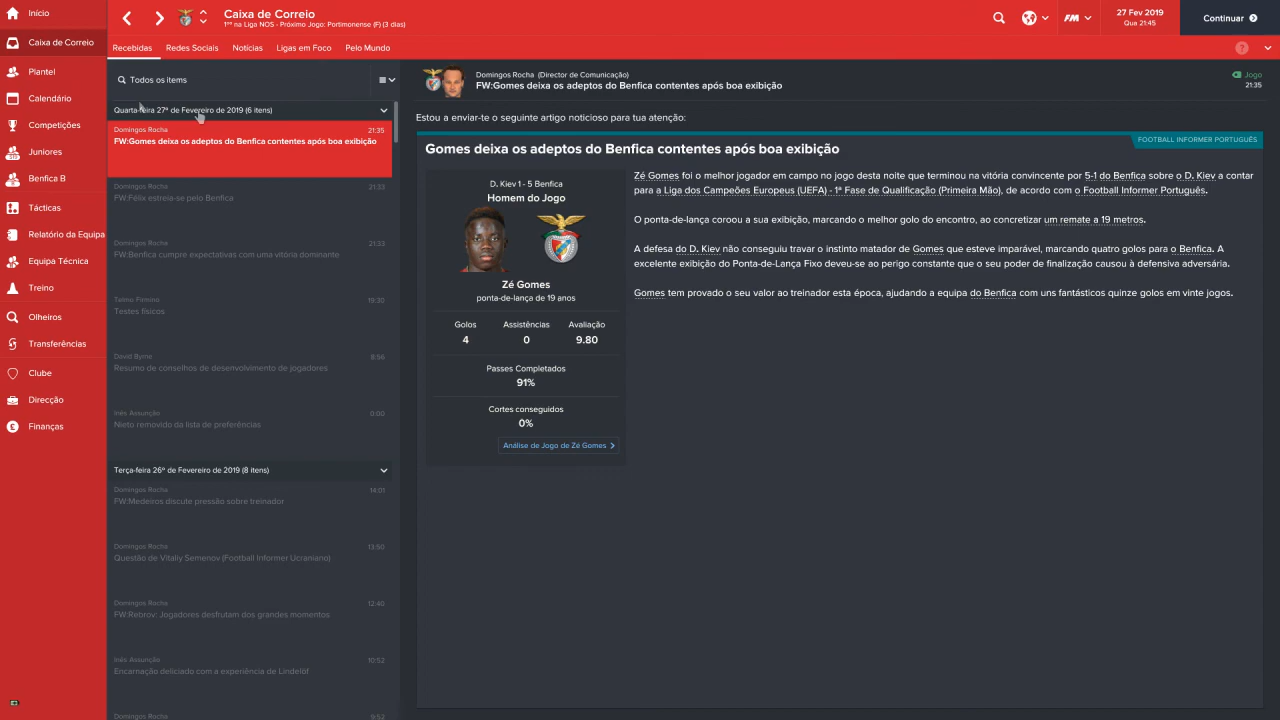 Início
Caixa de Correio
Plantel
Calendário
Competições
Juniores
Benfica B
Tácticas
Relatório da Equipa
Equipa Técnica
Treino
Olheiros
Transferências
Clube
Direcção
Finanças
Caixa de Correio
1ºº na Liga NOS - Próximo Jogo: Portimonense (F) (3 dias)
FM
27 Fev 2019
Qua 21:45
Continuar
Recebidas
Redes Sociais
Notícias
Ligas em Foco
Pelo Mundo
?
Todos os items
Quarta-feira 27º de Fevereiro de 2019 (6 itens)
Domingos Rocha 21:35
FW:Gomes deixa os adeptos do Benfica contentes após boa exibição
Domingos Rocha 21:33
FW:Félix estreia-se pelo Benfica
Domingos Rocha 21:33
FW:Benfica cumpre expectativas com uma vitória dominante
Telmo Firmino 19:30
Testes físicos
David Byrne 8:56
Resumo de conselhos de desenvolvimento de jogadores
Inês Assunção 0:00
Nieto removido da lista de preferências
Terça-feira 26º de Fevereiro de 2019 (8 itens)
Domingos Rocha 14:01
FW:Medeiros discute pressão sobre treinador
Domingos Rocha 13:50
Questão de Vitaliy Semenov (Football Informer Ucraniano)
Domingos Rocha 12:40
FW:Rebrov: Jogadores desfrutam dos grandes momentos
Inês Assunção 10:52
Encarnação deliciado com a experiência de Lindelöf
Domingos Rocha 9:52
Domingos Rocha (Director de Comunicação)
FW:Gomes deixa os adeptos do Benfica contentes após boa exibição
Jogo
21:35
Estou a enviar-te o seguinte artigo noticioso para tua atenção:
FOOTBALL INFORMER PORTUGUÊS
Gomes deixa os adeptos do Benfica contentes após boa exibição
D. Kiev 1 - 5 Benfica
Homem do Jogo
Zé Gomes
ponta-de-lança de 19 anos
Golos Assistências Avaliação
4 0 9.80
Passes Completados
91%
Cortes conseguidos
0%
Análise de Jogo de Zé Gomes
Zé Gomes foi o melhor jogador em campo no jogo desta noite que terminou na vitória convincente por 5-1 do Benfica sobre o D. Kiev a contar
para a Liga dos Campeões Europeus (UEFA) - 1ª Fase de Qualificação (Primeira Mão), de acordo com o Football Informer Português.
O ponta-de-lança coroou a sua exibição, marcando o melhor golo do encontro, ao concretizar um remate a 19 metros.
A defesa do D. Kiev não conseguiu travar o instinto matador de Gomes que esteve imparável, marcando quatro golos para o Benfica. A
excelente exibição do Ponta-de-Lança Fixo deveu-se ao perigo constante que o seu poder de finalização causou à defensiva adversária.
Gomes tem provado o seu valor ao treinador esta época, ajudando a equipa do Benfica com uns fantásticos quinze golos em vinte jogos.